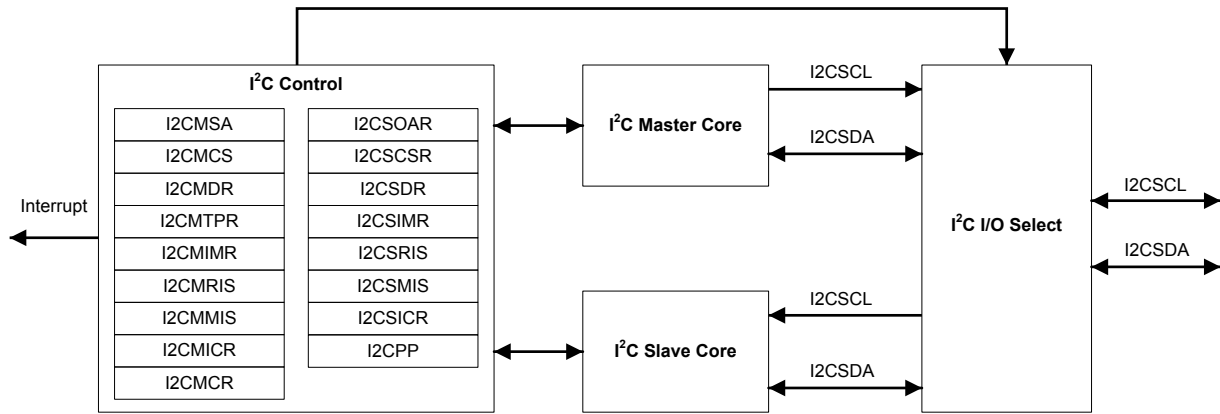 I²C Control
I2CMSA
I2CMCS
I2CMDR
I2CMTPR
I2CMIMR
I2CMRIS
I2CMMIS
I2CMICR
I2CMCR
I2CSOAR
I2CSCSR
I2CSDR
I2CSIMR
I2CSRIS
I2CSMIS
I2CSICR
I2CPP
Interrupt
I²C Master Core
I2CSCL
I2CSDA
I²C Slave Core
I2CSCL
I2CSDA
I²C I/O Select
I2CSCL
I2CSDA